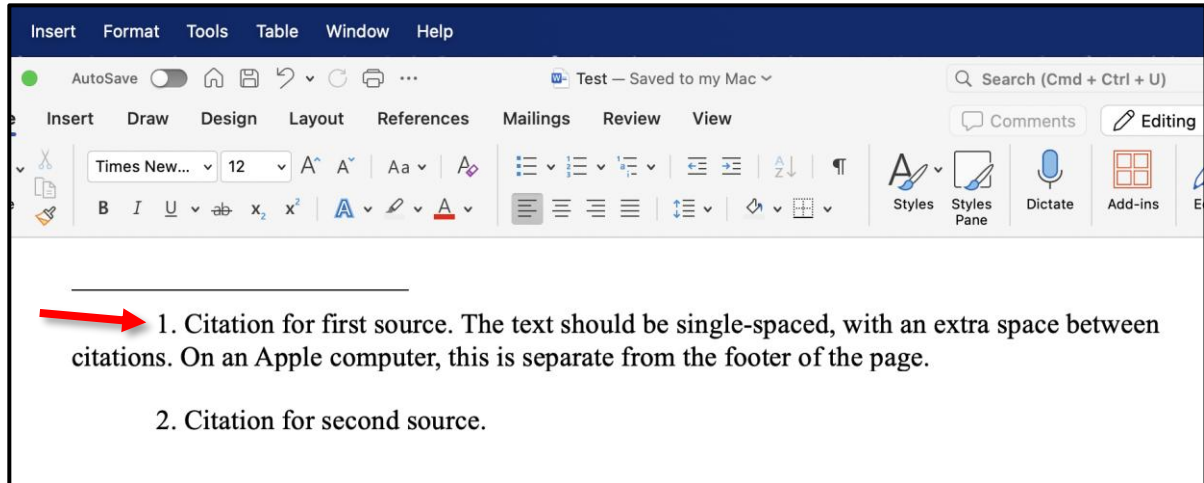 Insert Format Tools Table Window Help
AutoSave Test — Saved to my Mac Search (Cmd + Ctrl + U)
Insert Draw Design Layout References Mailings Review View Comments Editing
Times New... 12 A A Aa A ¶
B I U ab x2 x2 A A Styles Styles Pane Dictate Add-ins
1. Citation for first source. The text should be single-spaced, with an extra space between
citations. On an Apple computer, this is separate from the footer of the page.
2. Citation for second source.